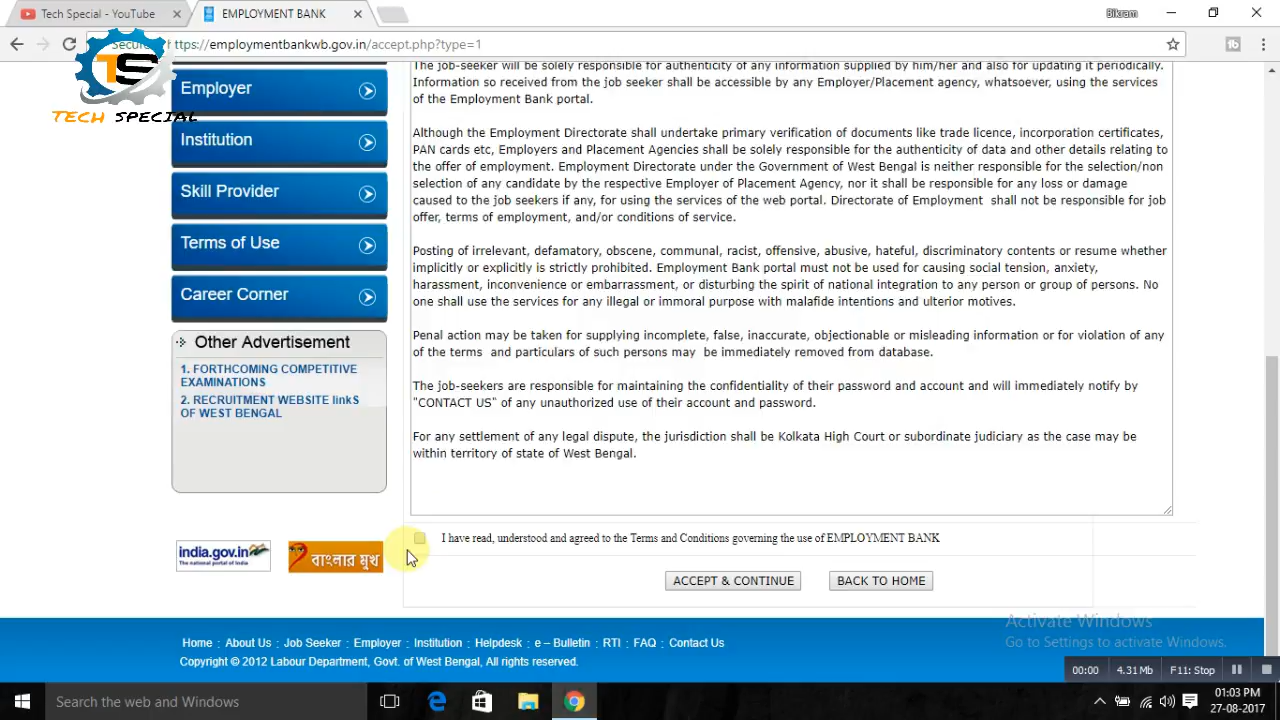 Tech Special - YouTube
EMPLOYMENT BANK
Bikram
https://employmentbankwb.gov.in/accept.php?type=1
TS
TECH SPECIAL
Employer
Institution
Skill Provider
Terms of Use
Career Corner
Other Advertisement
1. FORTHCOMING COMPETITIVE
EXAMINATIONS
2. RECRUITMENT WEBSITE linkS
OF WEST BENGAL
The job-seeker will be solely responsible for authenticity of any information supplied by him/her and also for updating it periodically.
Information so received from the job seeker shall be accessible by any Employer/Placement agency, whatsoever, using the services
of the Employment Bank portal.
Although the Employment Directorate shall undertake primary verification of documents like trade licence, incorporation certificates,
PAN cards etc, Employers and Placement Agencies shall be solely responsible for the authenticity of data and other details relating to
the offer of employment. Employment Directorate under the Government of West Bengal is neither responsible for the selection/non
selection of any candidate by the respective Employer of Placement Agency, nor it shall be responsible for any loss or damage
caused to the job seekers if any, for using the services of the web portal. Directorate of Employment shall not be responsible for job
offer, terms of employment, and/or conditions of service.
Posting of irrelevant, defamatory, obscene, communal, racist, offensive, abusive, hateful, discriminatory contents or resume whether
implicitly or explicitly is strictly prohibited. Employment Bank portal must not be used for causing social tension, anxiety,
harassment, inconvenience or embarrassment, or disturbing the spirit of national integration to any person or group of persons. No
one shall use the services for any illegal or immoral purpose with malafide intentions and ulterior motives.
Penal action may be taken for supplying incomplete, false, inaccurate, objectionable or misleading information or for violation of any
of the terms and particulars of such persons may be immediately removed from database.
The job-seekers are responsible for maintaining the confidentiality of their password and account and will immediately notify by
"CONTACT US" of any unauthorized use of their account and password.
For any settlement of any legal dispute, the jurisdiction shall be Kolkata High Court or subordinate judiciary as the case may be
within territory of state of West Bengal.
I have read, understood and agreed to the Terms and Conditions governing the use of EMPLOYMENT BANK
india.gov.in
The national portal of India
বাংলার মুখ
ACCEPT & CONTINUE
BACK TO HOME
Home : About Us : Job Seeker : Employer : Institution : Helpdesk : e – Bulletin : RTI : FAQ : Contact Us
Copyright © 2012 Labour Department, Govt. of West Bengal, All rights reserved.
Activate Windows
Go to Settings to activate Windows.
00:00
4.31 Mb
F11: Stop
Search the web and Windows
01:03 PM
27-08-2017